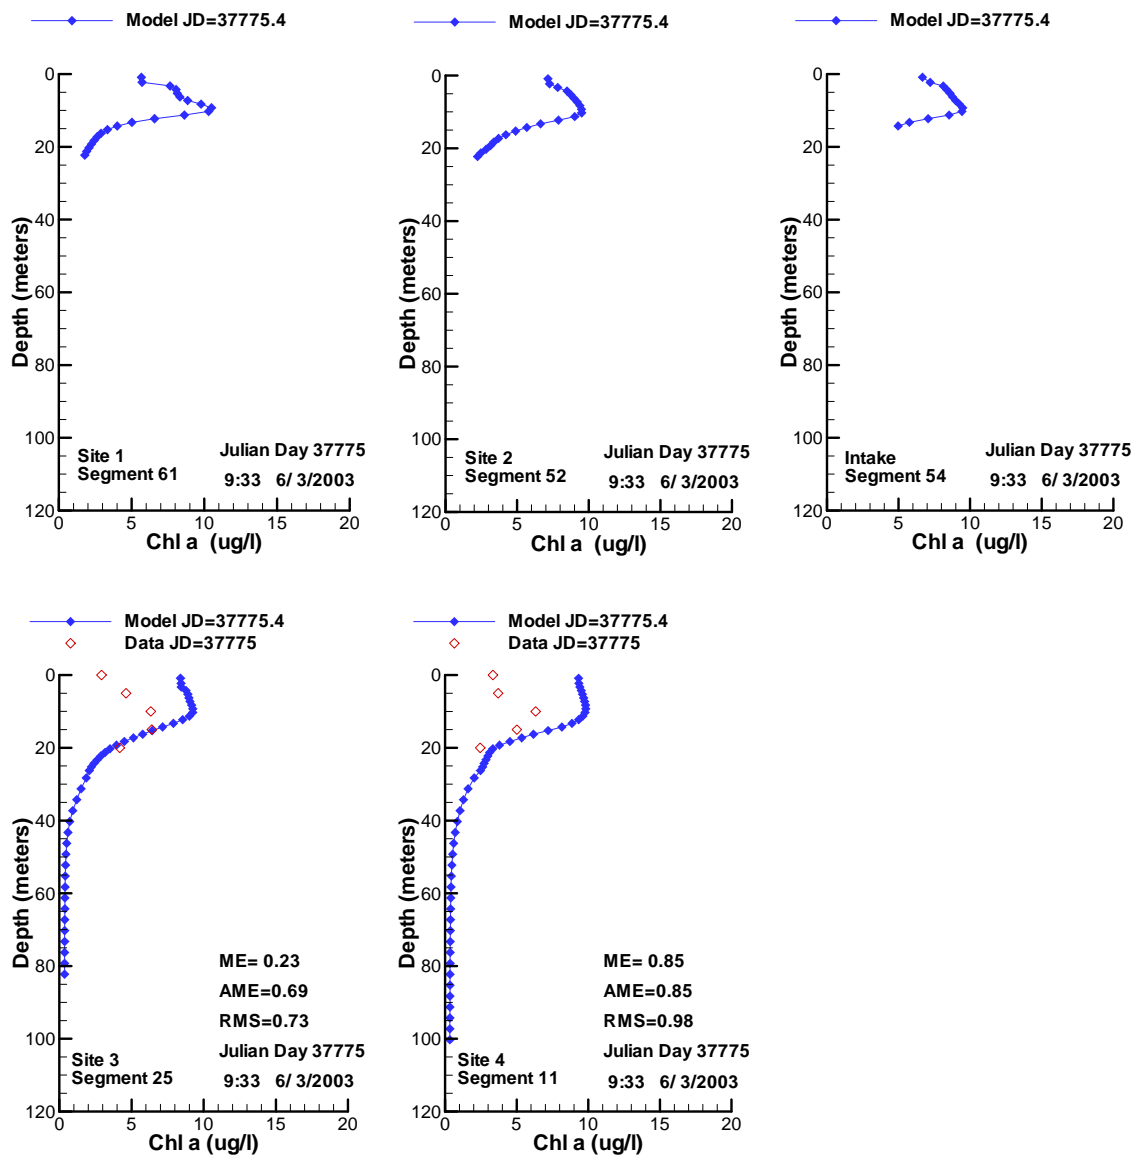 Model JD=37775.4
0
20
40
60
80
100
120
Depth (meters)
Site 1
Segment 61
Julian Day 37775
9:33 6/ 3/2003
0 5 10 15 20
Chl a (ug/l)
Model JD=37775.4
0
20
40
60
80
100
120
Depth (meters)
Site 2
Segment 52
Julian Day 37775
9:33 6/ 3/2003
0 5 10 15 20
Chl a (ug/l)
Model JD=37775.4
0
20
40
60
80
100
120
Depth (meters)
Intake
Segment 54
Julian Day 37775
9:33 6/ 3/2003
0 5 10 15 20
Chl a (ug/l)
Model JD=37775.4
Data JD=37775
0
20
40
60
80
100
120
Depth (meters)
ME= 0.23
AME=0.69
RMS=0.73
Site 3
Segment 25
Julian Day 37775
9:33 6/ 3/2003
0 5 10 15 20
Chl a (ug/l)
Model JD=37775.4
Data JD=37775
0
20
40
60
80
100
120
Depth (meters)
ME= 0.85
AME=0.85
RMS=0.98
Site 4
Segment 11
Julian Day 37775
9:33 6/ 3/2003
0 5 10 15 20
Chl a (ug/l)